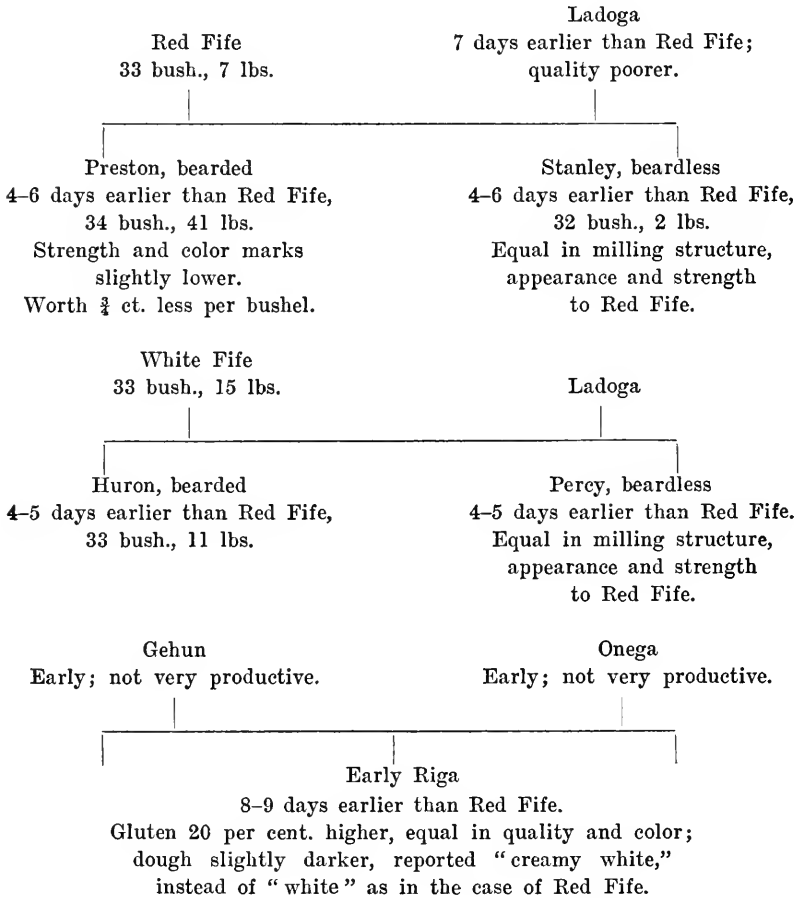 Red Fife
33 bush., 7 lbs.
Ladoga
7 days earlier than Red Fife;
quality poorer.
Preston, bearded
4–6 days earlier than Red Fife,
34 bush., 41 lbs.
Strength and color marks
slightly lower.
Worth ¾ ct. less per bushel.
Stanley, beardless
4–6 days earlier than Red Fife,
32 bush., 2 lbs.
Equal in milling structure,
appearance and strength
to Red Fife.
White Fife
33 bush., 15 lbs.
Ladoga
Huron, bearded
4–5 days earlier than Red Fife,
33 bush., 11 lbs.
Percy, beardless
4–5 days earlier than Red Fife.
Equal in milling structure,
appearance and strength
to Red Fife.
Gehun
Early; not very productive.
Onega
Early; not very productive.
Early Riga
8–9 days earlier than Red Fife.
Gluten 20 per cent. higher, equal in quality and color;
dough slightly darker, reported “creamy white,”
instead of “white” as in the case of Red Fife.